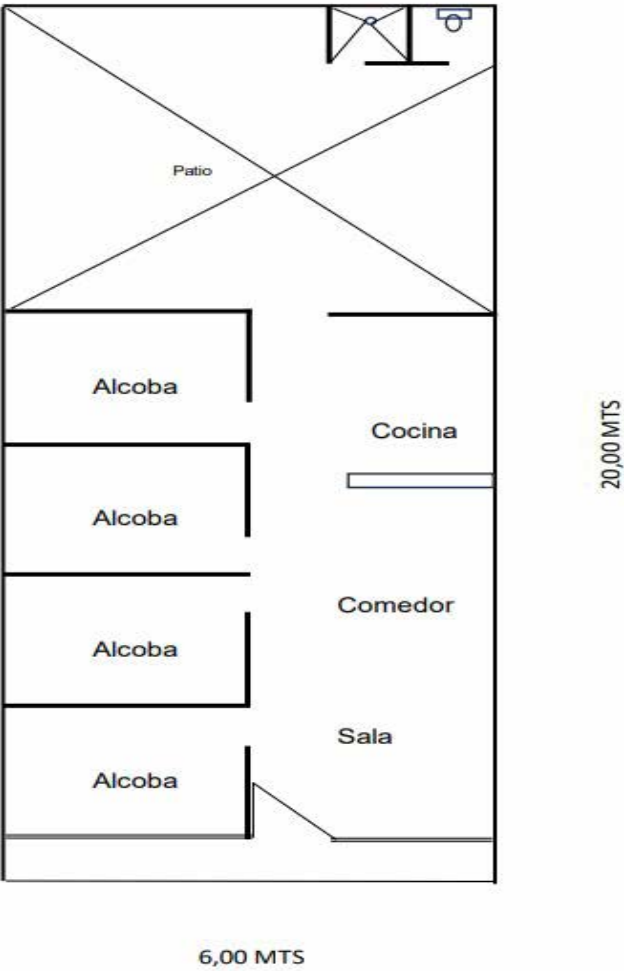 Patio
Alcoba
Cocina
Alcoba
Comedor
Alcoba
Sala
Alcoba
20,00 MTS
6,00 MTS